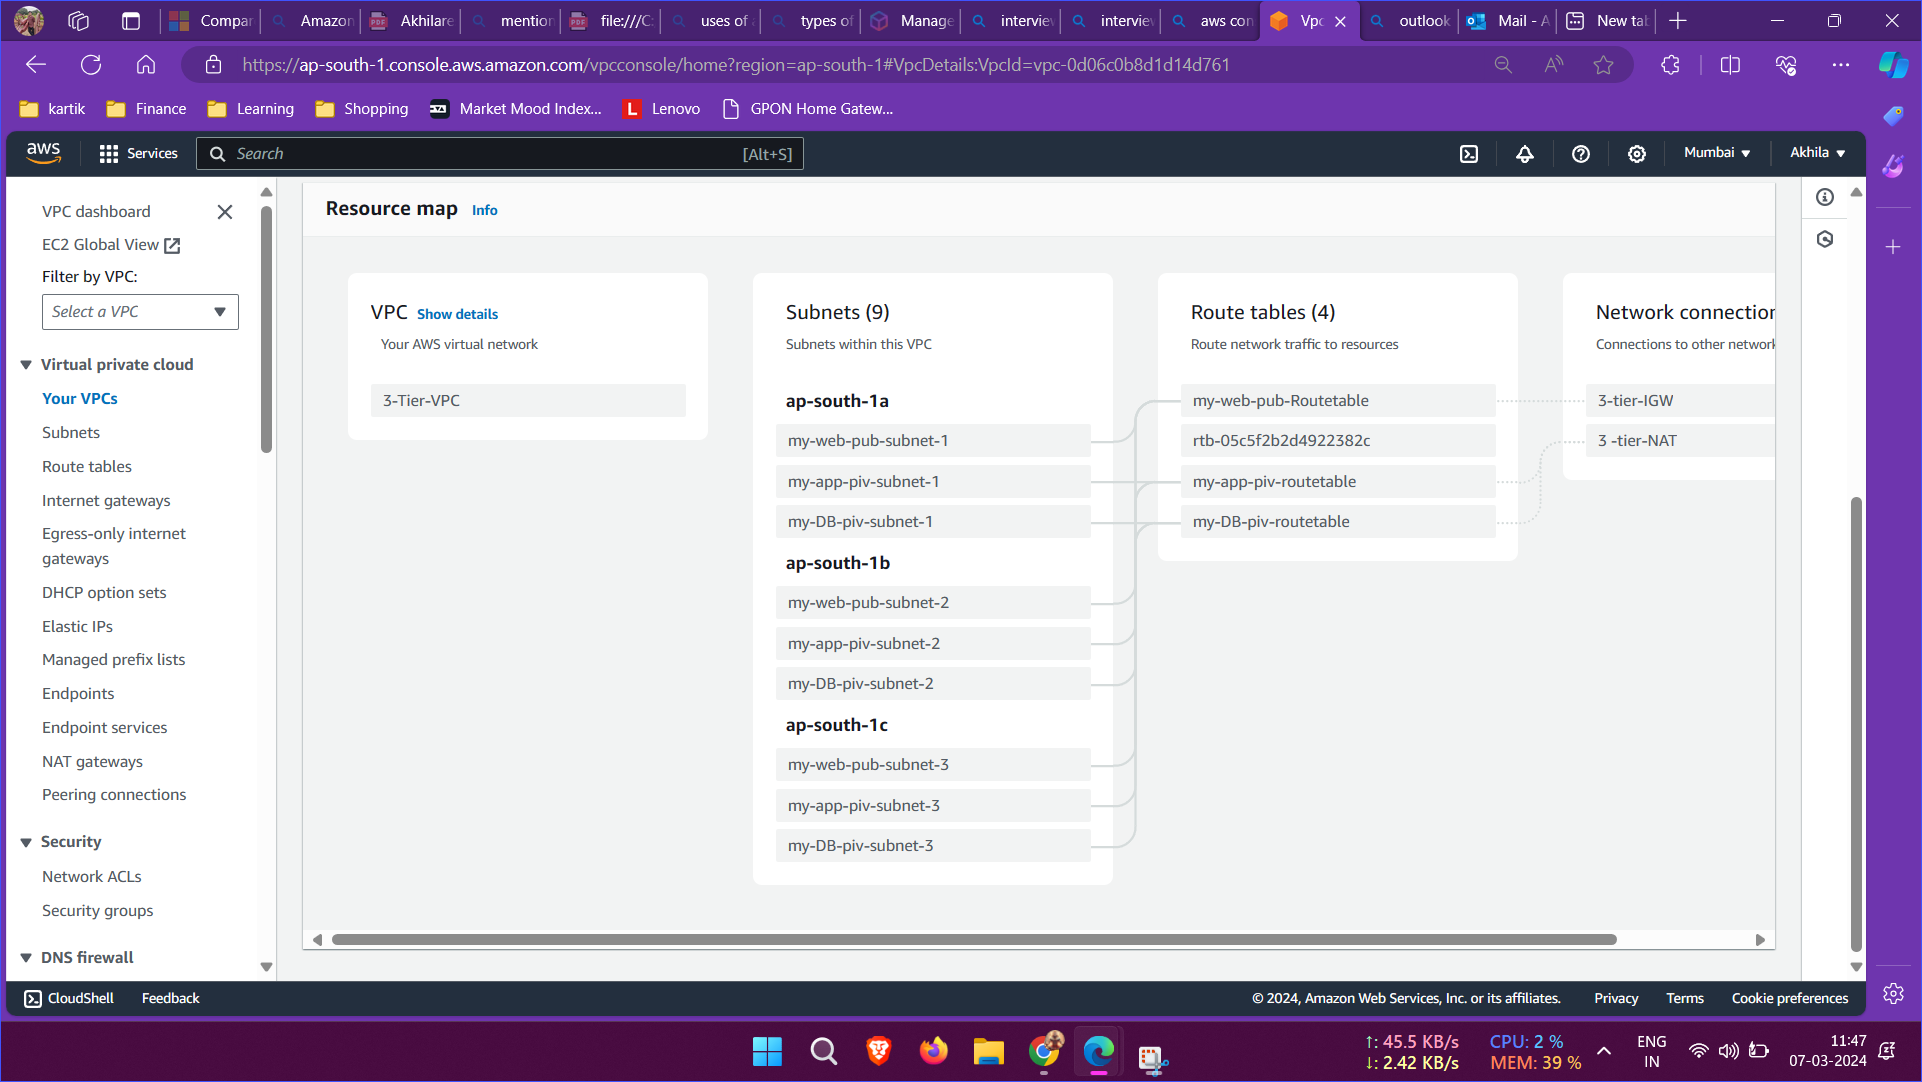 Compar
Amazon
Akhilare
mention
file:///C:
uses of a
types of
Manage
interview
interview
aws con
Vpc
outlook
Mail - A
New tab
https://ap-south-1.console.aws.amazon.com/vpcconsole/home?region=ap-south-1#VpcDetails:VpcId=vpc-0d06c0b8d1d14d761
kartik
Finance
Learning
Shopping
Market Mood Index...
L
Lenovo
GPON Home Gatew...
aws
Services
Search
[Alt+S]
Mumbai
Akhila
VPC dashboard
EC2 Global View
Filter by VPC:
Select a VPC
Virtual private cloud
Your VPCs
Subnets
Route tables
Internet gateways
Egress-only internet
gateways
DHCP option sets
Elastic IPs
Managed prefix lists
Endpoints
Endpoint services
NAT gateways
Peering connections
Security
Network ACLs
Security groups
DNS firewall
Resource map Info
VPC Show details
Your AWS virtual network
3-Tier-VPC
Subnets (9)
Subnets within this VPC
ap-south-1a
my-web-pub-subnet-1
my-app-piv-subnet-1
my-DB-piv-subnet-1
ap-south-1b
my-web-pub-subnet-2
my-app-piv-subnet-2
my-DB-piv-subnet-2
ap-south-1c
my-web-pub-subnet-3
my-app-piv-subnet-3
my-DB-piv-subnet-3
Route tables (4)
Route network traffic to resources
my-web-pub-Routetable
rtb-05c5f2b2d4922382c
my-app-piv-routetable
my-DB-piv-routetable
Network connection
Connections to other network
3-tier-IGW
3 -tier-NAT
CloudShell
Feedback
© 2024, Amazon Web Services, Inc. or its affiliates.
Privacy
Terms
Cookie preferences
↑: 45.5 KB/s
↓: 2.42 KB/s
CPU: 2 %
MEM: 39 %
ENG
IN
11:47
07-03-2024